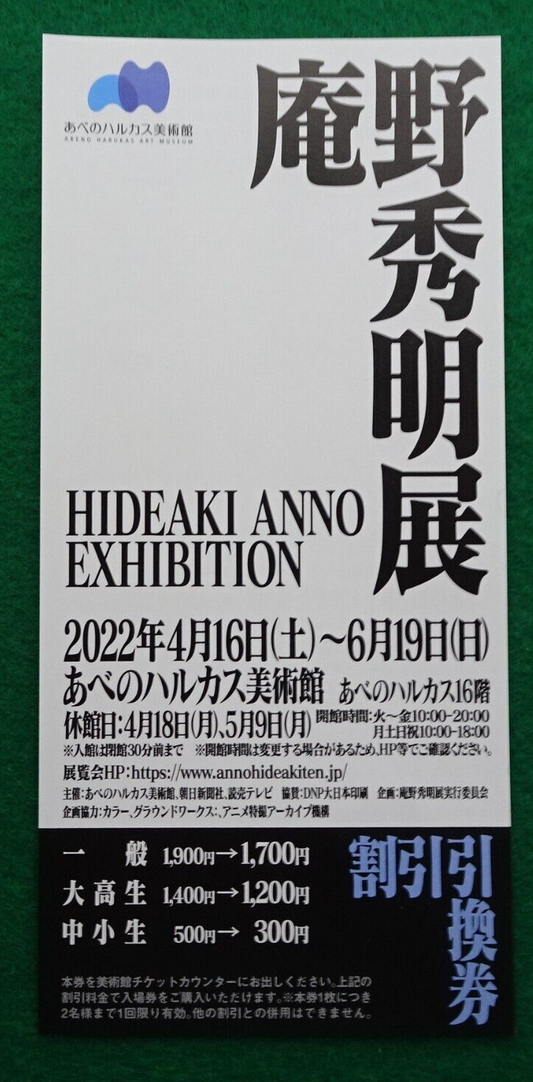 あべのハルカス美術館
ABENO HARUKAS ART MUSEUM
庵野秀明展
HIDEAKI ANNO
EXHIBITION
2022年4月16日(土)〜6月19日(日)
あべのハルカス美術館 あべのハルカス16階
休館日:4月18日(月)、5月9日(月) 開館時間:火〜金10:00-20:00
月土日祝10:00-18:00
※入館は閉館30分前まで ※開館時間は変更する場合があるため、HP等でご確認ください。
展覧会HP:https://www.annohideakiten.jp/
主催:あべのハルカス美術館、朝日新聞社、読売テレビ 協賛:DNP大日本印刷 企画:庵野秀明展実行委員会
企画協力:カラー、グラウンドワークス:、アニメ特撮アーカイブ機構
一般 1,900円→1,700円
大高生 1,400円→1,200円
中小生 500円→300円
割引引換券
本券を美術館チケットカウンターにお出しください。上記の
割引料金で入場券をご購入いただけます。※本券1枚につき
2名様まで1回限り有効。他の割引との併用はできません。